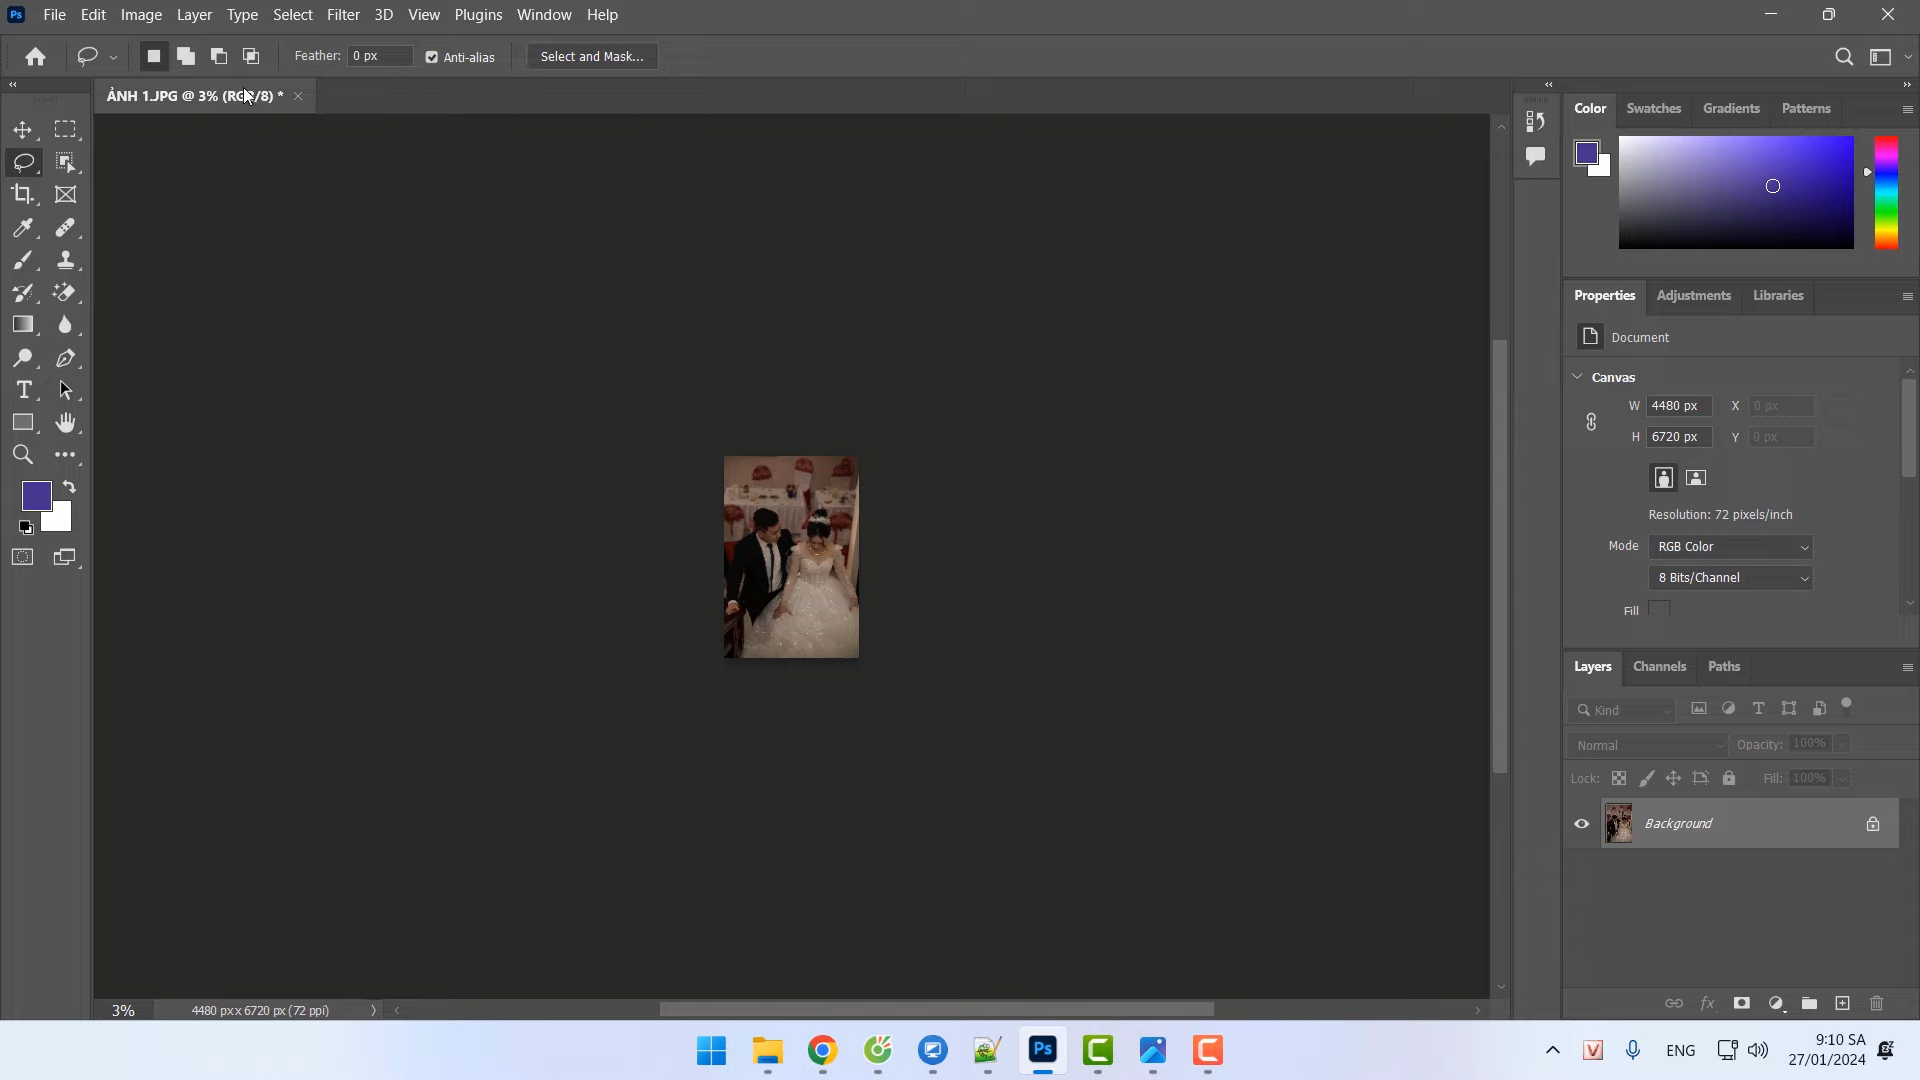 Ps File Edit Image Layer Type Select Filter 3D View Plugins Window Help
Feather: 0 px Anti-alias Select and Mask...
ẢNH 1.JPG @ 3% (RGB/8) *
Color Swatches Gradients Patterns
Properties Adjustments Libraries
Document
Canvas
W 4480 px X 0 px
H 6720 px Y 0 px
Resolution: 72 pixels/inch
Mode RGB Color
8 Bits/Channel
Fill
Layers Channels Paths
Kind
Normal Opacity: 100%
Lock: Fill: 100%
Background
3% 4480 px x 6720 px (72 ppi)
Ps
ENG
9:10 SA
27/01/2024